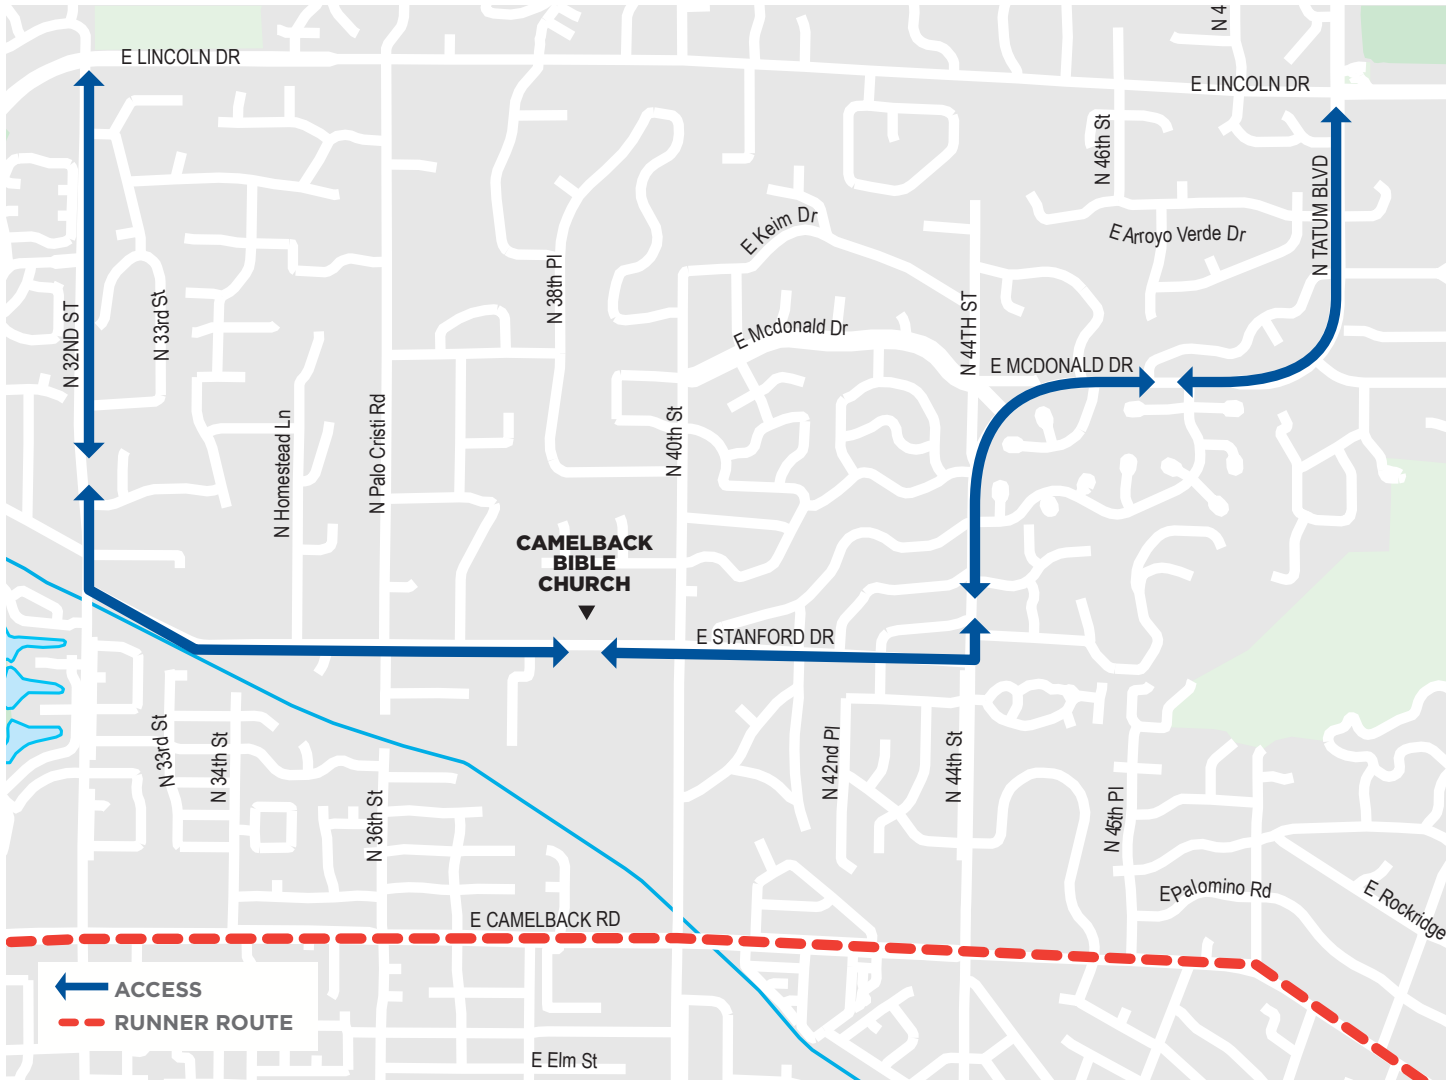 N 4
E LINCOLN DR
E LINCOLN DR
N 46th St
N TATUM BLVD
E Keim Dr
E Arroyo Verde Dr
N 38th Pl
N 33rd St
N 32ND ST
E Mcdonald Dr
N 44TH ST
E MCDONALD DR
N Homestead Ln
N Palo Cristi Rd
N 40th St
CAMELBACK
BIBLE
CHURCH
E STANFORD DR
N 33rd St
N 34th St
N 42nd Pl
N 44th St
N 36th St
N 45th Pl
E Palomino Rd
E Rockridge
E CAMELBACK RD
ACCESS
RUNNER ROUTE
E Elm St